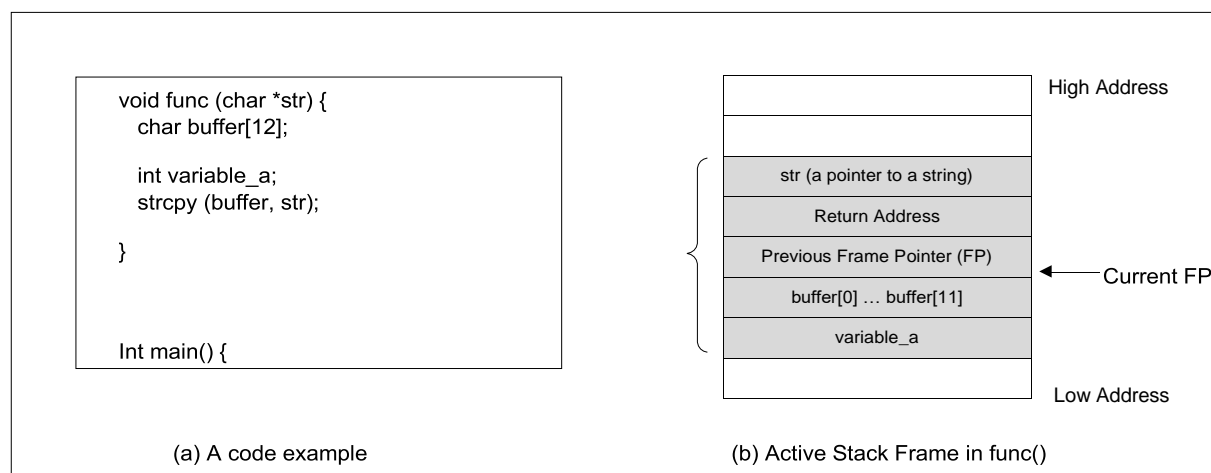 void func (char *str) {
char buffer[12];
int variable_a;
strcpy (buffer, str);
}
Int main() {
(a) A code example
High Address
str (a pointer to a string)
Return Address
Previous Frame Pointer (FP)
Current FP
buffer[0] … buffer[11]
variable_a
Low Address
(b) Active Stack Frame in func()